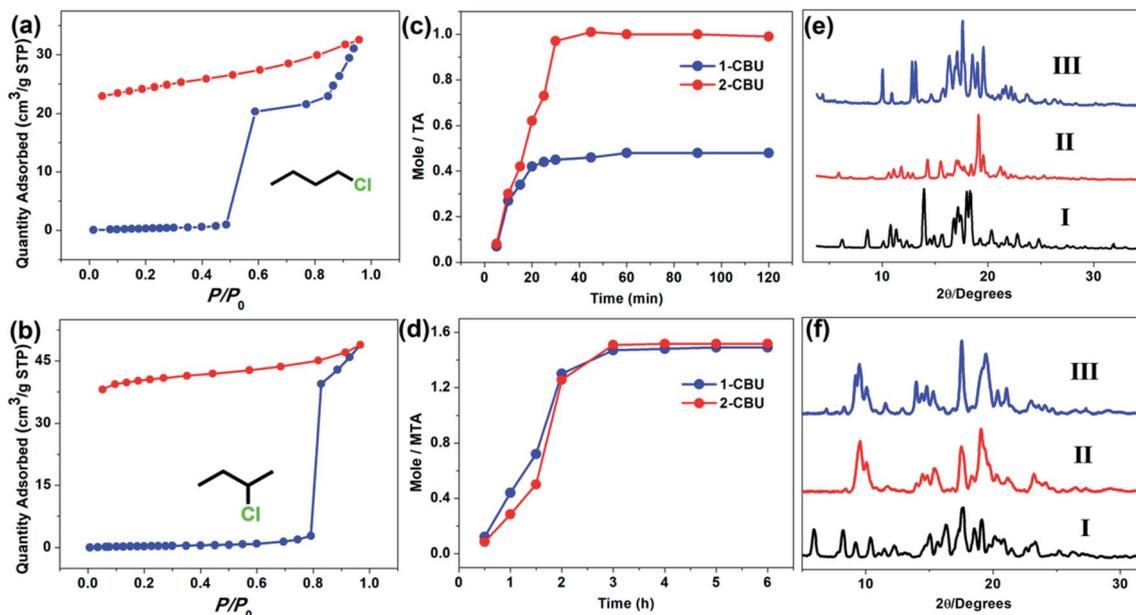 (a)
Quantity Adsorbed (cm³/g STP)
30
20
10
0
0.0 0.2 0.4 0.6 0.8 1.0
P/P₀
Cl
(c)
Mole / TA
1.0
0.8
0.6
0.4
0.2
0.0
1-CBU
2-CBU
0 20 40 60 80 100 120
Time (min)
(e)
III
II
I
10 20 30
2θ/Degrees
(b)
Quantity Adsorbed (cm³/g STP)
45
30
15
0
0.0 0.2 0.4 0.6 0.8 1.0
P/P₀
Cl
(d)
Mole / MTA
1.6
1.2
0.8
0.4
0.0
1-CBU
2-CBU
0 1 2 3 4 5 6
Time (h)
(f)
III
II
I
10 20 30
2θ/Degrees